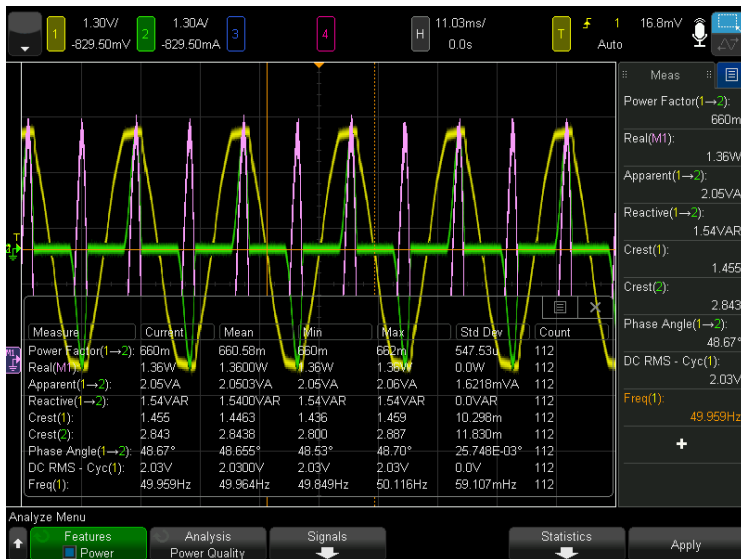 1 1.30V/ 2 1.30A/ 3 4 H 11.03ms/ T 1 16.8mV
-829.50mV -829.50mA 0.0s Auto
Meas
Power Factor(1→2):
660m
Real(M1):
1.36W
Apparent(1→2):
2.05VA
Reactive(1→2):
1.54VAR
Crest(1):
1.455
Crest(2):
2.843
Phase Angle(1→2):
48.67°
DC RMS - Cyc(1):
2.03V
Freq(1):
49.959Hz
+
T
M1
Measure Current Mean Min Max Std Dev Count
Power Factor(1→2): 660m 660.58m 660m 662m 547.53u 112
Real(M1): 1.36W 1.3600W 1.36W 1.36W 0.0W 112
Apparent(1→2): 2.05VA 2.0503VA 2.05VA 2.06VA 1.6218mVA 112
Reactive(1→2): 1.54VAR 1.5400VAR 1.54VAR 1.54VAR 0.0VAR 112
Crest(1): 1.455 1.4463 1.436 1.459 10.298m 112
Crest(2): 2.843 2.8438 2.800 2.887 11.830m 112
Phase Angle(1→2): 48.67° 48.655° 48.53° 48.70° 25.748E-03° 112
DC RMS - Cyc(1): 2.03V 2.0300V 2.03V 2.03V 0.0V 112
Freq(1): 49.959Hz 49.964Hz 49.849Hz 50.116Hz 59.107mHz 112
Analyze Menu
Features Analysis Signals Statistics Apply
Power Power Quality